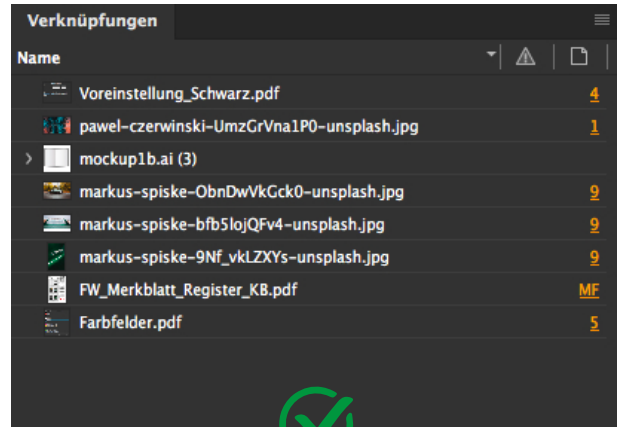 Verknüpfungen
Name
Voreinstellung_Schwarz.pdf 4
pawel-czerwinski-UmzGrVna1P0-unsplash.jpg 1
mockup1b.ai (3)
markus-spiske-ObnDwVkGck0-unsplash.jpg 9
markus-spiske-bfb5lojQFv4-unsplash.jpg 9
markus-spiske-9Nf_vkLZXYs-unsplash.jpg 9
FW_Merkblatt_Register_KB.pdf MF
Farbfelder.pdf 5